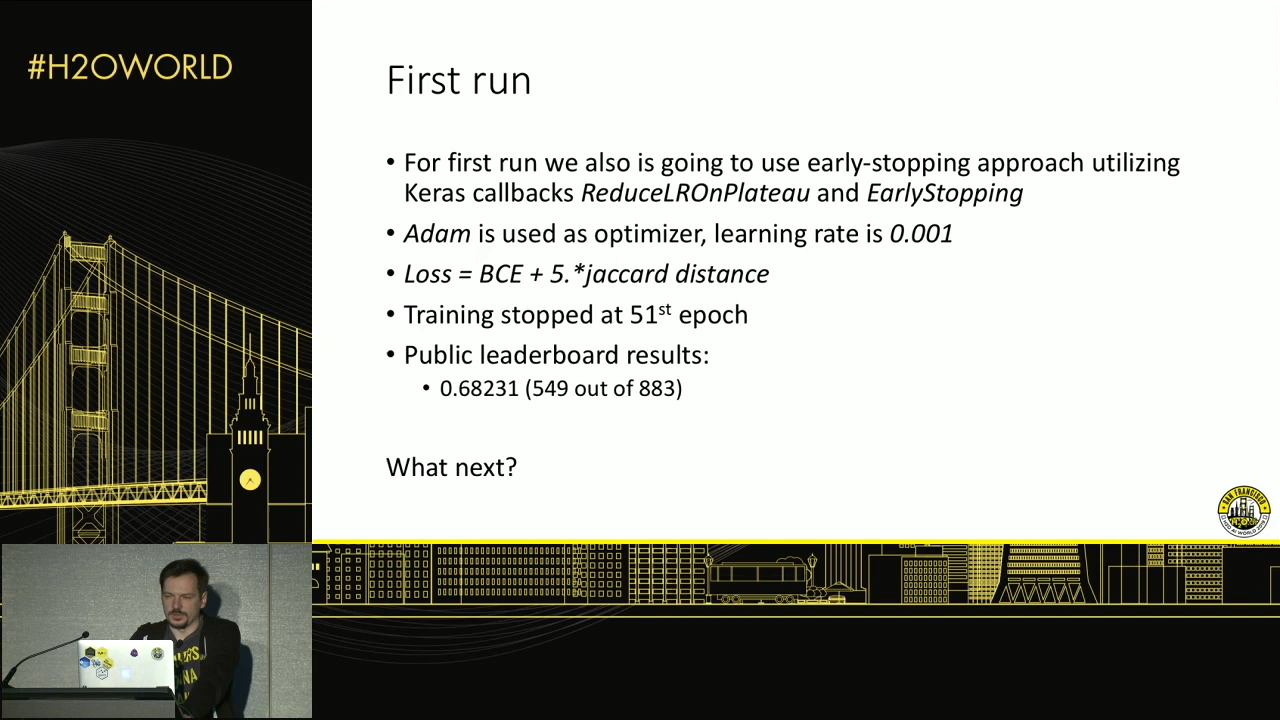 #H2OWORLD
First run
• For first run we also is going to use early-stopping approach utilizing
Keras callbacks ReduceLROnPlateau and EarlyStopping
• Adam is used as optimizer, learning rate is 0.001
• Loss = BCE + 5.*jaccard distance
• Training stopped at 51st epoch
• Public leaderboard results:
• 0.68231 (549 out of 883)
What next?
SAN FRANCISCO